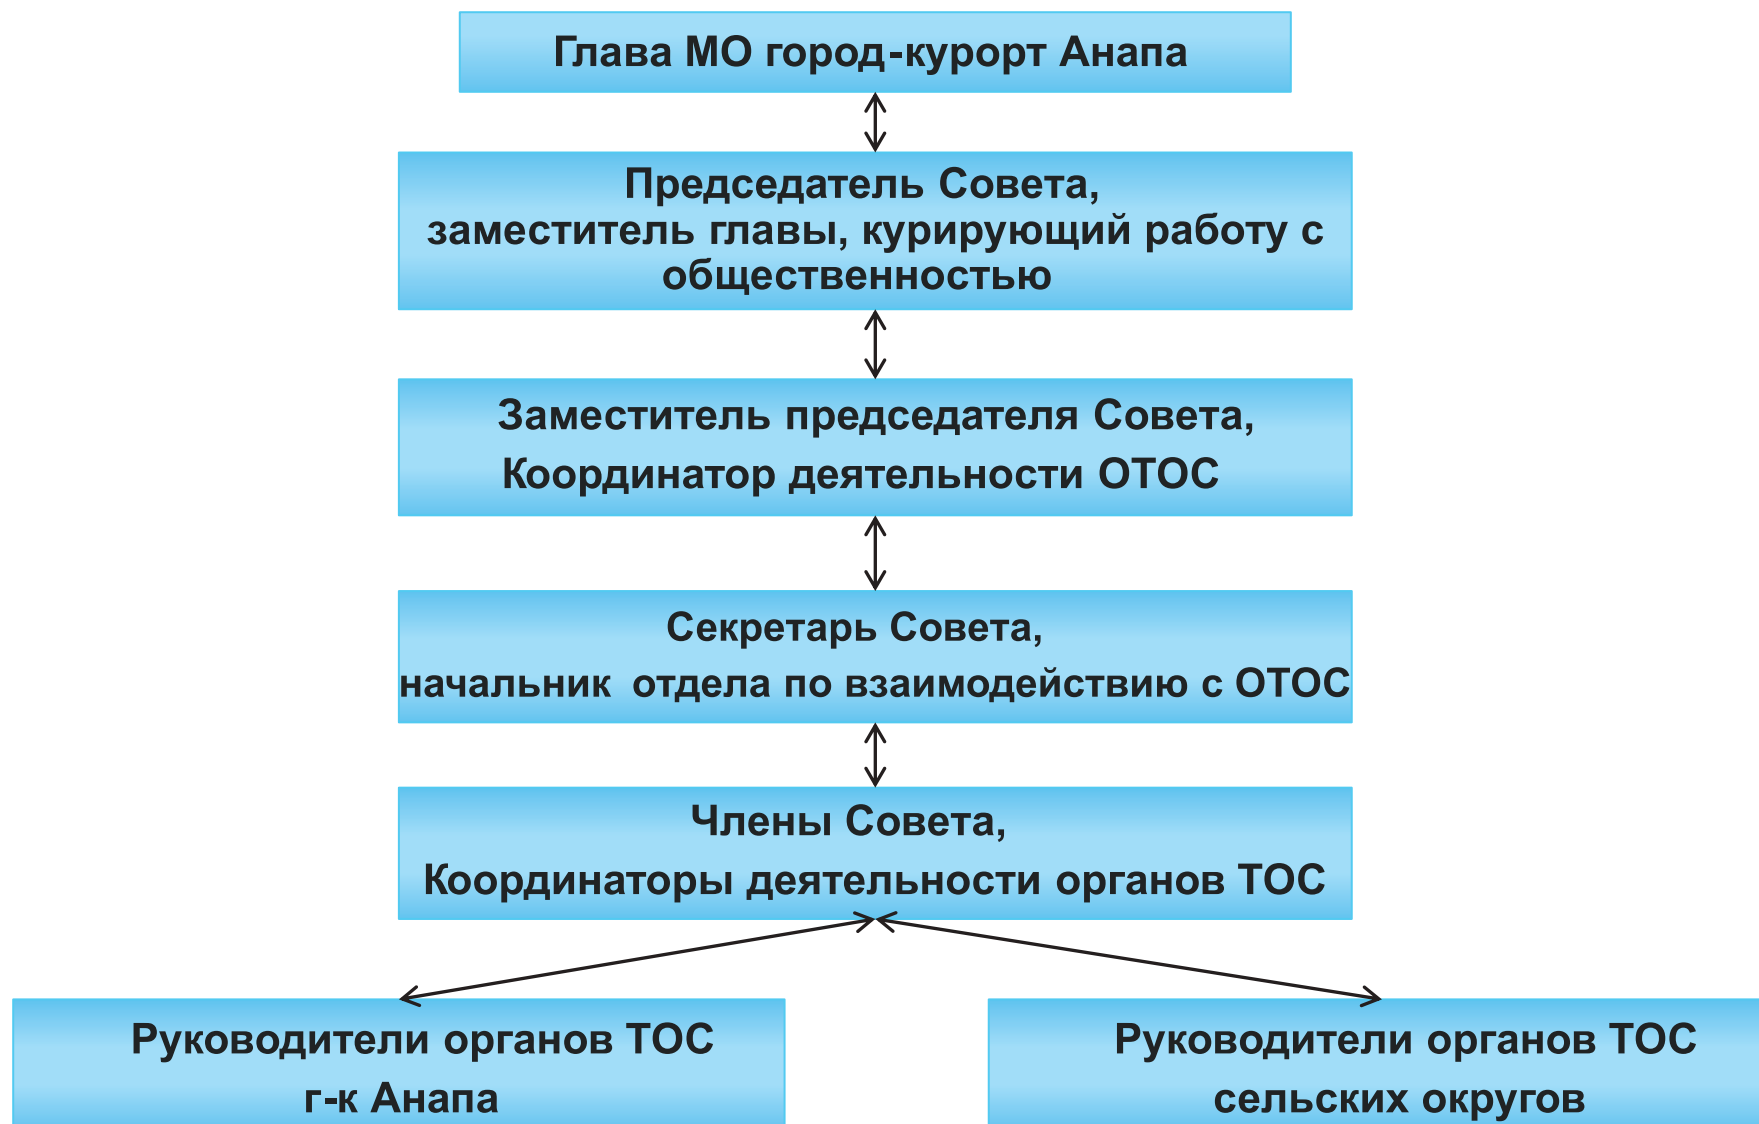 Глава МО город-курорт Анапа
Председатель Совета,
заместитель главы, курирующий работу с
общественностью
Заместитель председателя Совета,
Координатор деятельности ОТОС
Секретарь Совета,
начальник отдела по взаимодействию с ОТОС
Члены Совета,
Координаторы деятельности органов ТОС
Руководители органов ТОС
г-к Анапа
Руководители органов ТОС
сельских округов